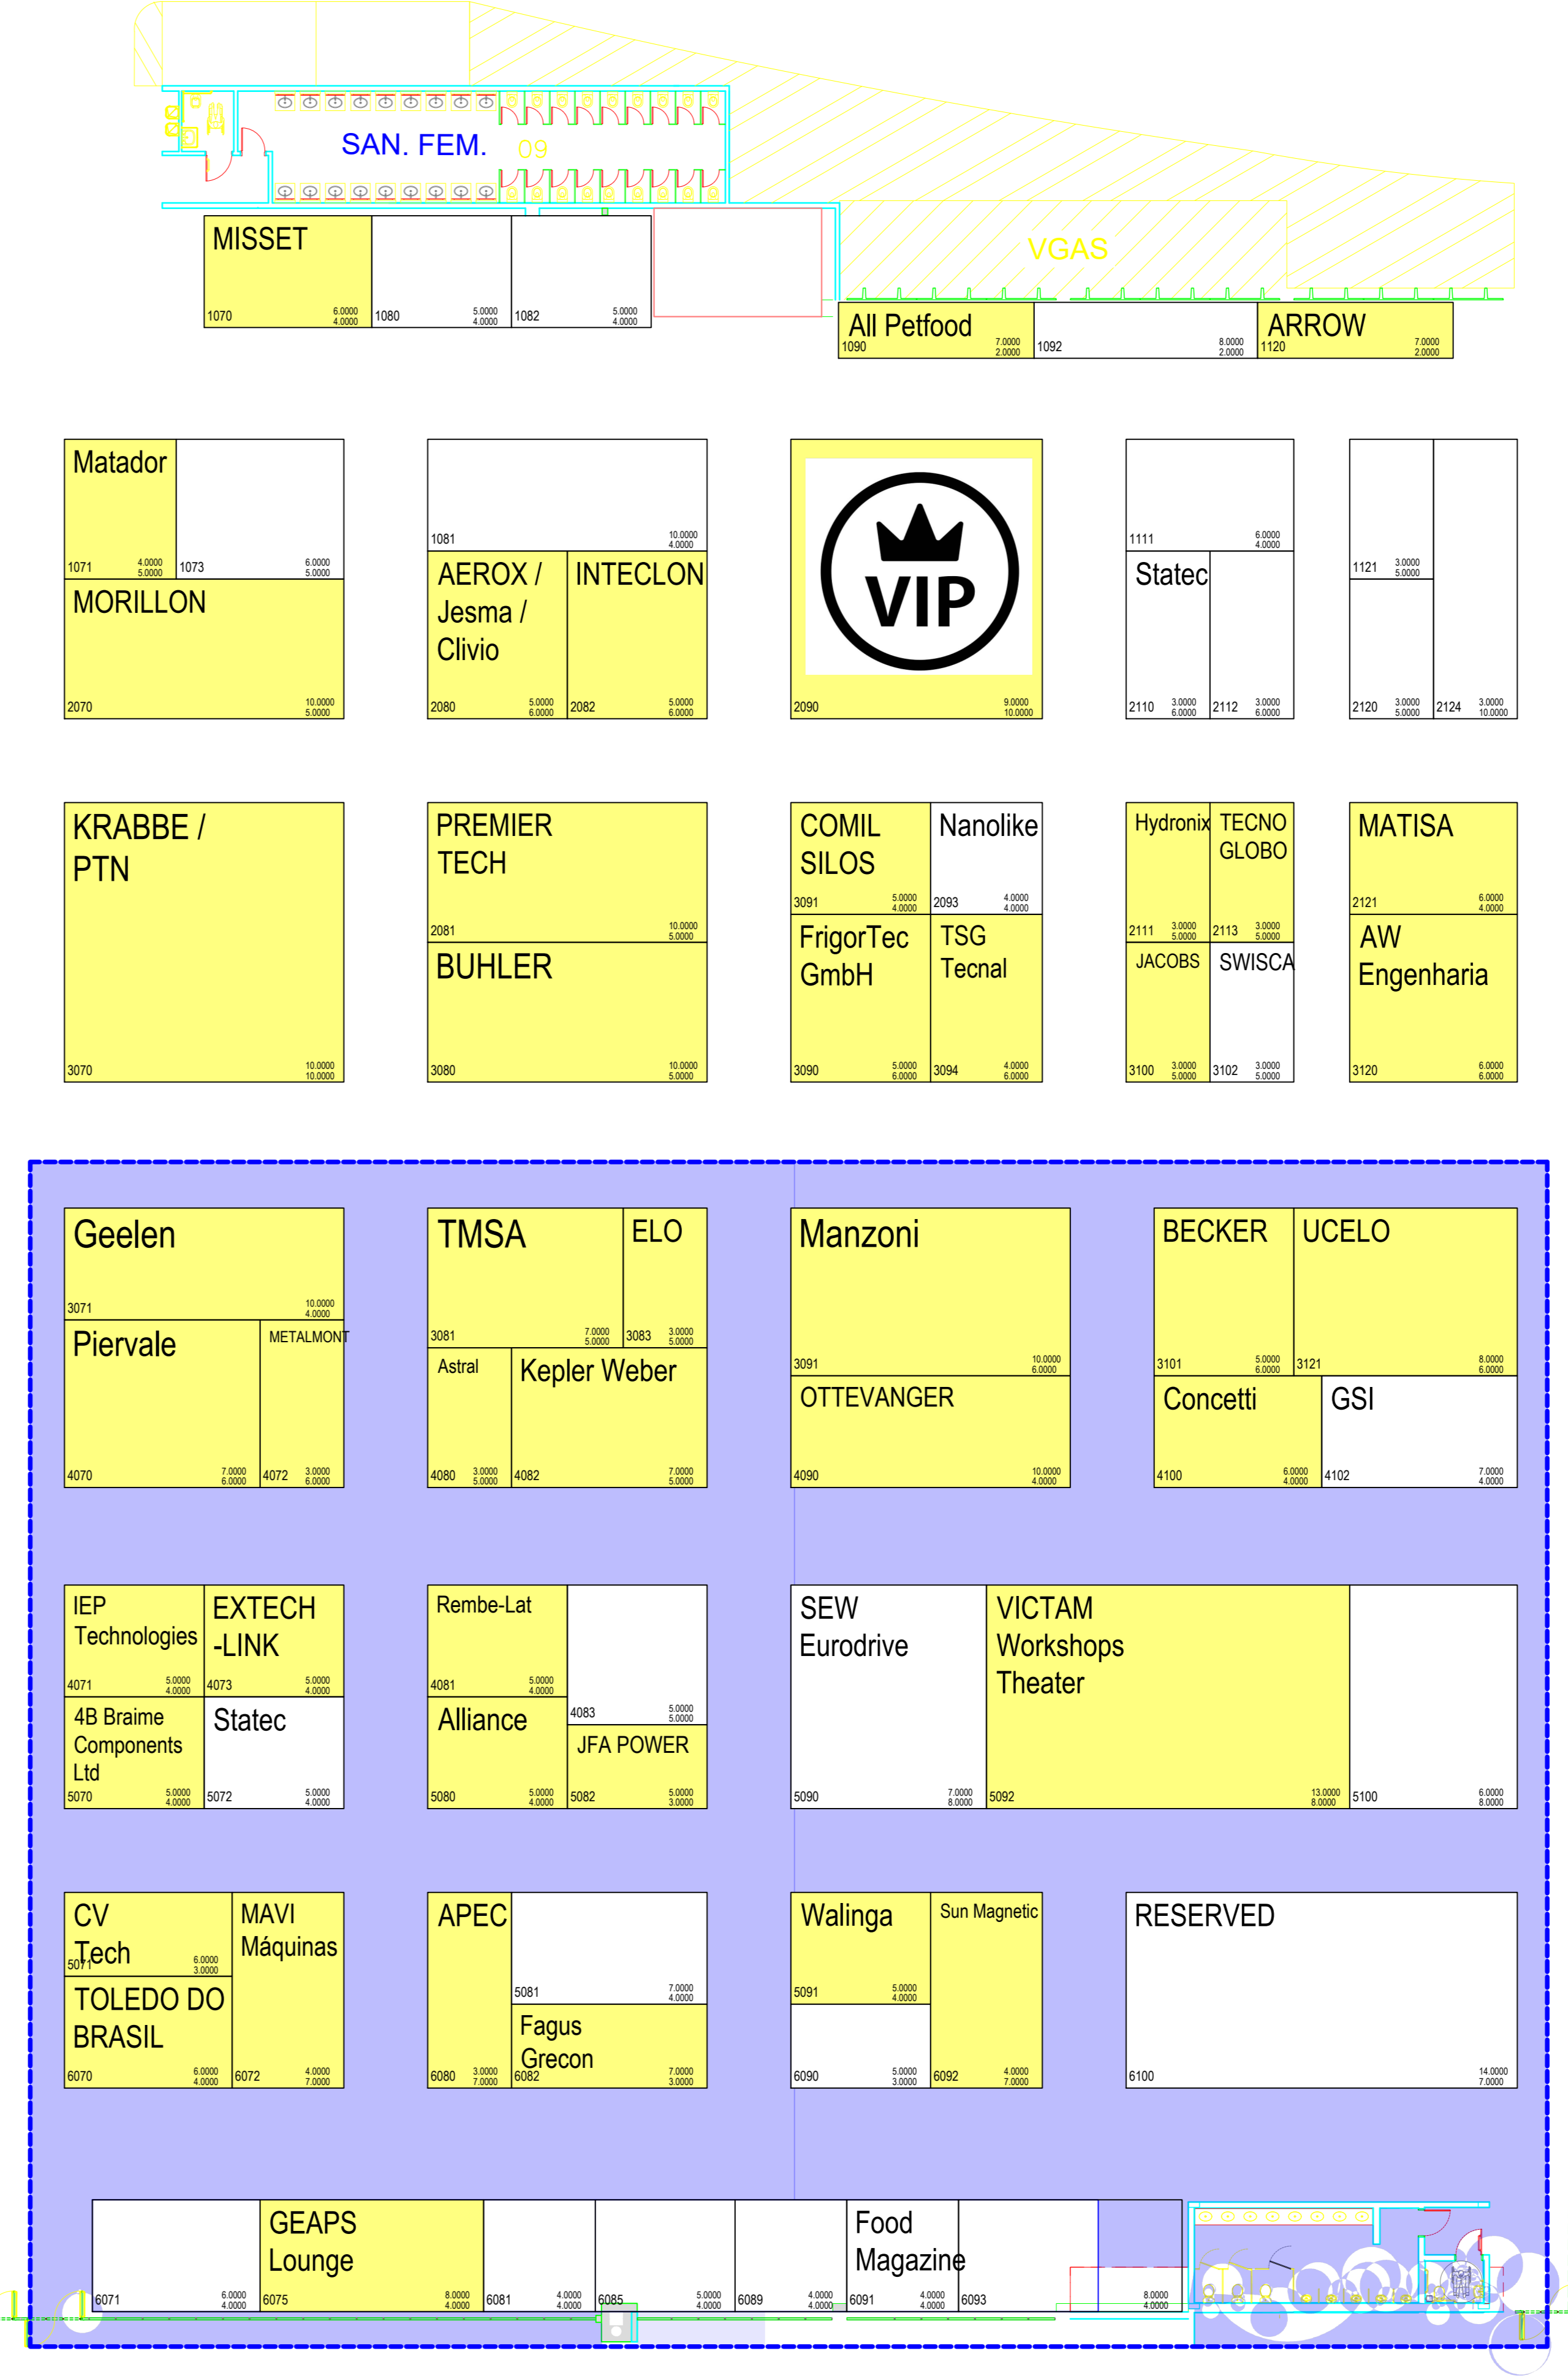 SAN. FEM. 09
VGAS
MISSET
1070 6.0000 4.0000
1080 5.0000 4.0000
1082 5.0000 4.0000
All Petfood
1090 7.0000 2.0000
1092 8.0000 2.0000
ARROW
1120 7.0000 2.0000
Matador
1071 4.0000 5.0000
1073 6.0000 5.0000
MORILLON
2070 10.0000 5.0000
1081 10.0000 4.0000
AEROX /
Jesma /
Clivio
2080 5.0000 6.0000
INTECLON
2082 5.0000 6.0000
VIP
2090 9.0000 10.0000
1111 6.0000 4.0000
Statec
2110 3.0000 6.0000
2112 3.0000 6.0000
1121 3.0000 5.0000
2120 3.0000 5.0000
2124 3.0000 10.0000
KRABBE /
PTN
3070 10.0000 10.0000
PREMIER
TECH
2081 10.0000 5.0000
BUHLER
3080 10.0000 5.0000
COMIL
SILOS
3091 5.0000 4.0000
Nanolike
2093 4.0000 4.0000
FrigorTec
GmbH
3090 5.0000 6.0000
TSG
Tecnal
3094 4.0000 6.0000
Hydronix
2111 3.0000 5.0000
TECNO
GLOBO
2113 3.0000 5.0000
JACOBS
3100 3.0000 5.0000
SWISCA
3102 3.0000 5.0000
MATISA
2121 6.0000 4.0000
AW
Engenharia
3120 6.0000 6.0000
Geelen
3071 10.0000 4.0000
Piervale
4070 7.0000 6.0000
METALMONT
4072 3.0000 6.0000
TMSA
3081 7.0000 5.0000
ELO
3083 3.0000 5.0000
Astral
4080 3.0000 5.0000
Kepler Weber
4082 7.0000 5.0000
Manzoni
3091 10.0000 6.0000
OTTEVANGER
4090 10.0000 4.0000
BECKER
3101 5.0000 6.0000
UCELO
3121 8.0000 6.0000
Concetti
4100 6.0000 4.0000
GSI
4102 7.0000 4.0000
IEP
Technologies
4071 5.0000 4.0000
EXTECH
-LINK
4073 5.0000 4.0000
4B Braime
Components
Ltd
5070 5.0000 4.0000
Statec
5072 5.0000 4.0000
Rembe-Lat
4081 5.0000 4.0000
4083 5.0000 5.0000
Alliance
5080 5.0000 4.0000
JFA POWER
5082 5.0000 3.0000
SEW
Eurodrive
5090 7.0000 8.0000
VICTAM
Workshops
Theater
5092 13.0000 8.0000
5100 6.0000 8.0000
CV
Tech
5071 6.0000 3.0000
MAVI
Máquinas
6072 4.0000 7.0000
TOLEDO DO
BRASIL
6070 6.0000 4.0000
APEC
6080 3.0000 7.0000
5081 7.0000 4.0000
Fagus
Grecon
6082 7.0000 3.0000
Walinga
5091 5.0000 4.0000
6090 5.0000 3.0000
Sun Magnetic
6092 4.0000 7.0000
RESERVED
6100 14.0000 7.0000
6071 6.0000 4.0000
GEAPS
Lounge
6075 8.0000 4.0000
6081 4.0000 4.0000
6085 5.0000 4.0000
6089 4.0000 4.0000
Food
Magazine
6091 4.0000 4.0000
6093 8.0000 4.0000